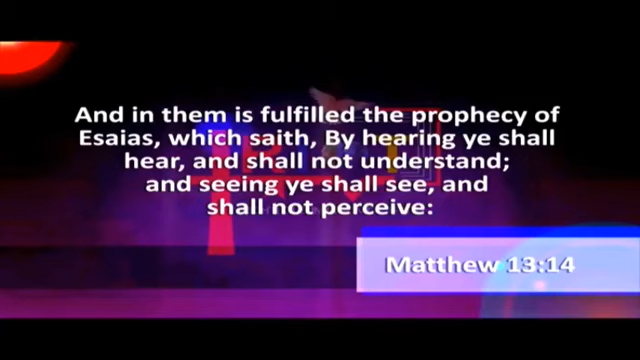 And in them is fulfilled the prophecy of
Esaias, which saith, By hearing ye shall
hear, and shall not understand;
and seeing ye shall see, and
shall not perceive:
Matthew 13:14